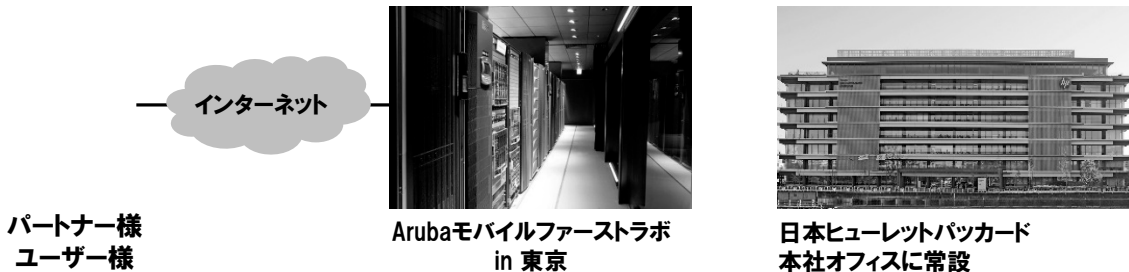 インターネット
パートナー様
ユーザー様
Arubaモバイルファーストラボ
in 東京
日本ヒューレットパッカード
本社オフィスに常設